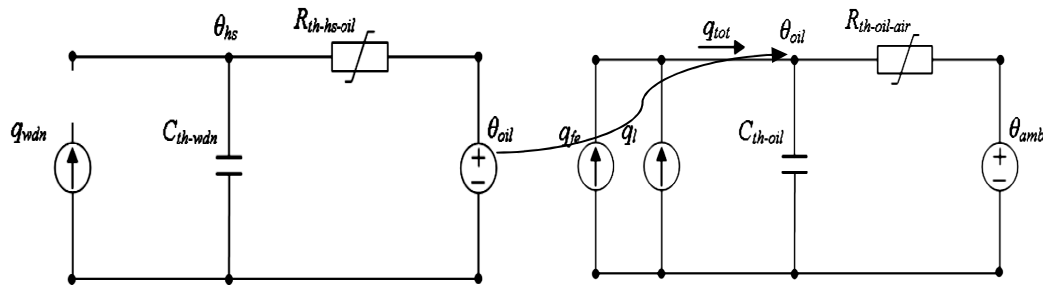 θhs
Rth-hs-oil
qwdn
Cth-wdn
θoil
+
−
qtot
θoil
Rth-oil-air
qfe
ql
Cth-oil
θamb
+
−